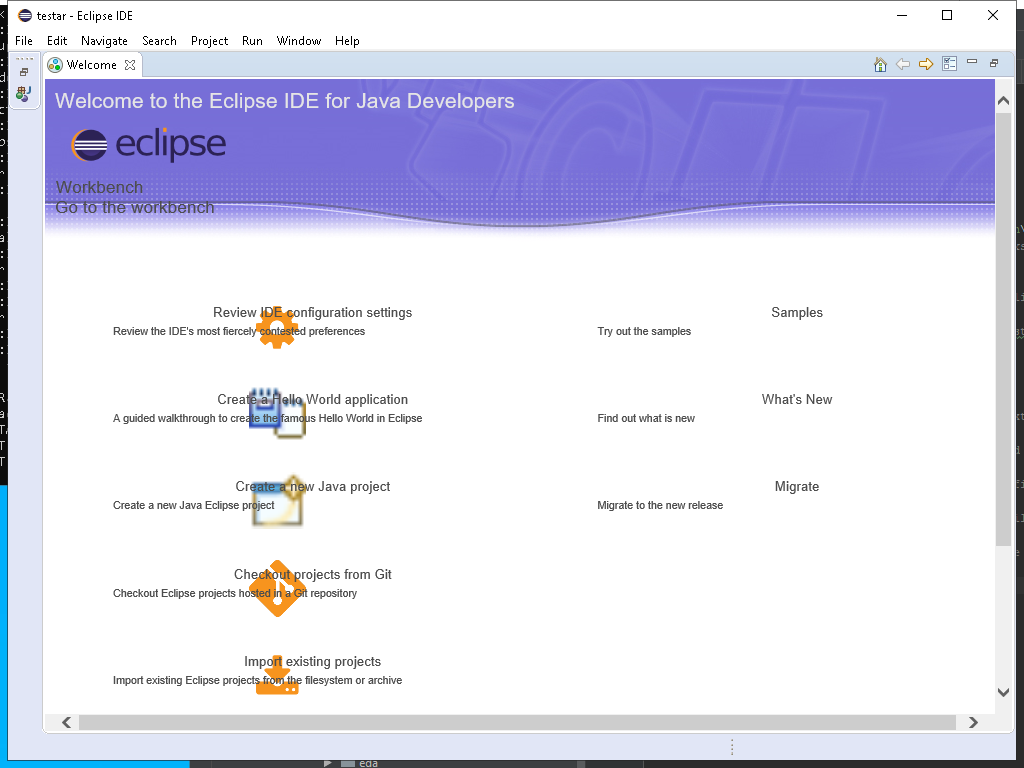 testar - Eclipse IDE
File Edit Navigate Search Project Run Window Help
Welcome
Welcome to the Eclipse IDE for Java Developers
eclipse
Workbench
Go to the workbench
Review IDE configuration settings
Review the IDE's most fiercely contested preferences
Samples
Try out the samples
Create a Hello World application
A guided walkthrough to create the famous Hello World in Eclipse
What's New
Find out what is new
Create a new Java project
Create a new Java Eclipse project
Migrate
Migrate to the new release
Checkout projects from Git
Checkout Eclipse projects hosted in a Git repository
Import existing projects
Import existing Eclipse projects from the filesystem or archive
eda